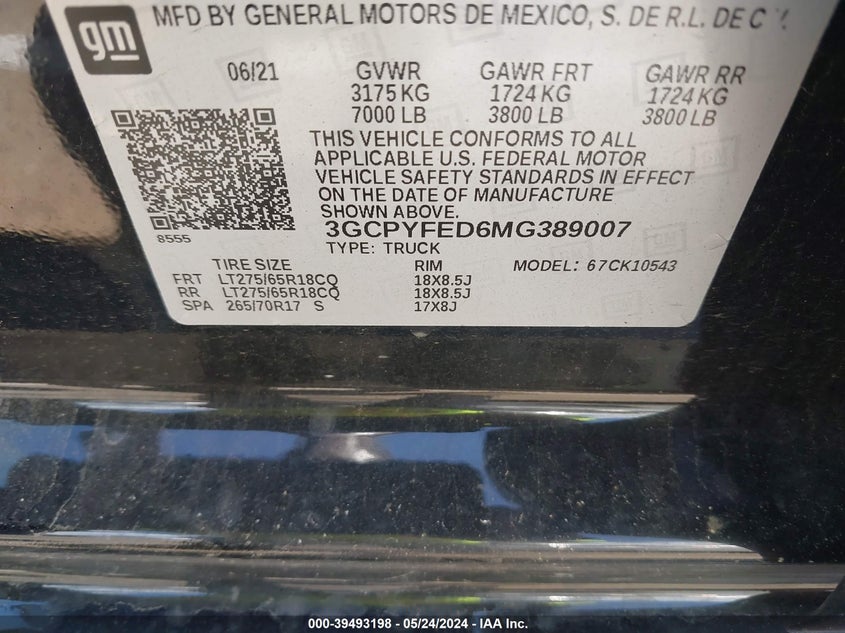 gm
MFD BY GENERAL MOTORS DE MEXICO, S. DE R.L. DE C.V.
06/21 GVWR GAWR FRT GAWR RR
3175 KG 1724 KG 1724 KG
7000 LB 3800 LB 3800 LB
THIS VEHICLE CONFORMS TO ALL
APPLICABLE U.S. FEDERAL MOTOR
VEHICLE SAFETY STANDARDS IN EFFECT
ON THE DATE OF MANUFACTURE
SHOWN ABOVE.
8555
3GCPYFED6MG389007
TYPE: TRUCK
TIRE SIZE RIM MODEL: 67CK10543
FRT LT275/65R18CQ 18X8.5J
RR LT275/65R18CQ 18X8.5J
SPA 265/70R17 S 17X8J
000-39493198 - 05/24/2024 - IAA Inc.